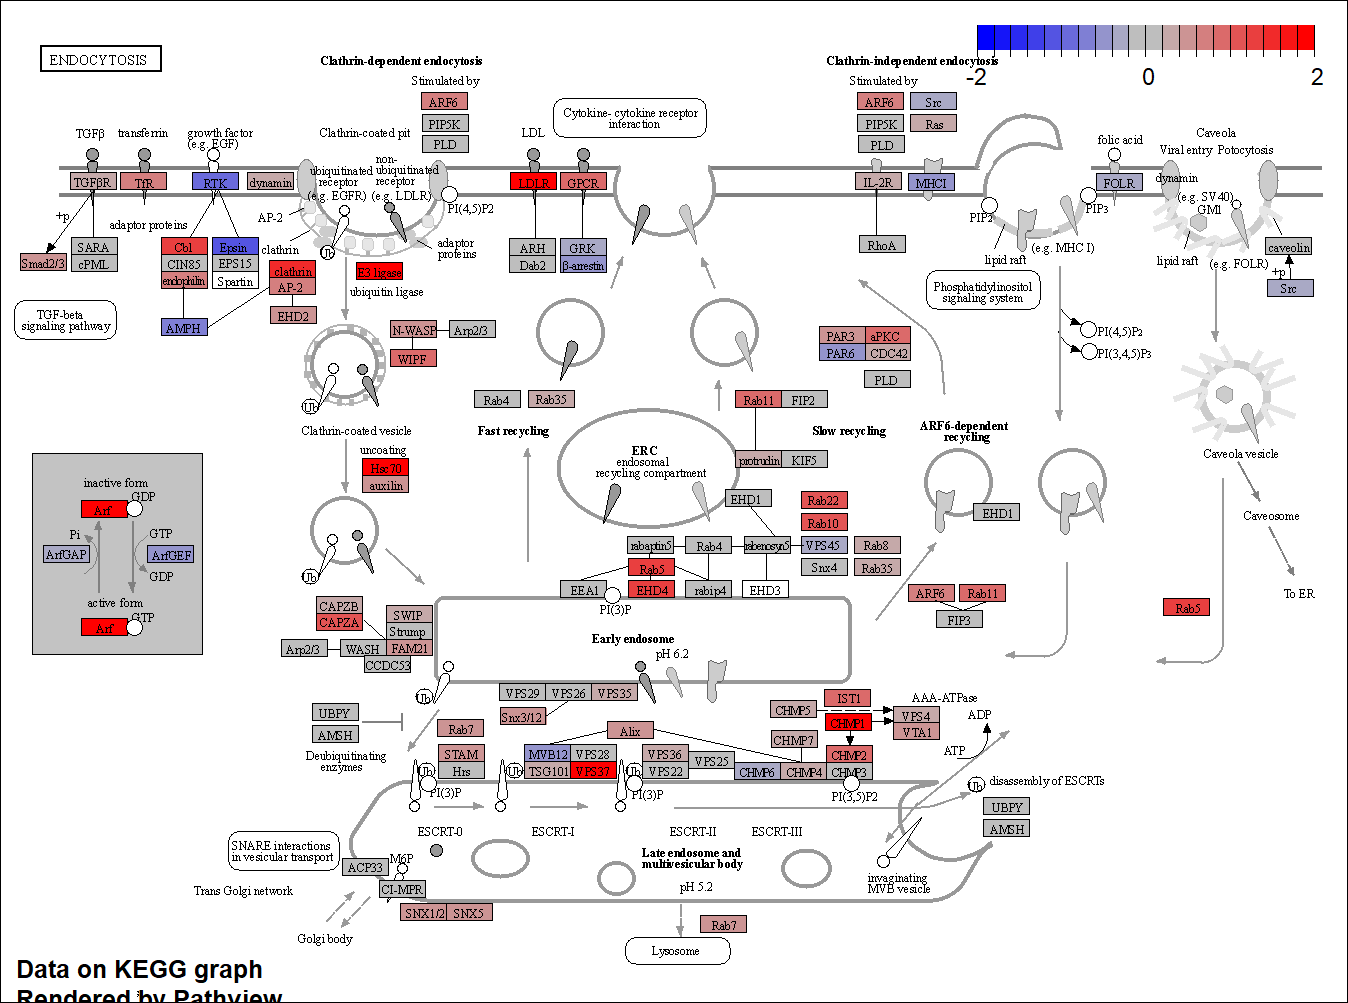 ENDOCYTOSIS
-2
0
2
Clathrin-dependent endocytosis
Stimulated by
ARF6
PIP5K
PLD
Cytokine- cytokine receptor
interaction
Clathrin-independent endocytosis
Stimulated by
ARF6
Src
PIP5K
Ras
PLD
TGFβ
transferrin
growth factor
(e.g. EGF)
Clathrin-coated pit
LDL
folic acid
Caveola
Viral entry Potocytosis
TGFβR
TfR
RTK
dynamin
ubiquitinated
receptor
(e.g. EGFR)
non-
ubiquitinated
receptor
(e.g. LDLR)
LDLR
GPCR
IL-2R
MHCI
FOLR
dynamin
(e.g. SV40)
GM1
+p
adaptor proteins
AP-2
PI(4,5)P2
PIP2
PIP3
Smad2/3
SARA
cPML
Cbl
CIN85
endophilin
Epsin
EPS15
Spartin
clathrin
Ub
adaptor
proteins
ARH
Dab2
GRK
β-arrestin
RhoA
lipid raft
(e.g. MHC I)
lipid raft
(e.g. FOLR)
caveolin
+p
Src
clathrin
AP-2
EHD2
E3 ligase
ubiquitin ligase
Phosphatidylinositol
signaling system
TGF-beta
signaling pathway
AMPH
N-WASP
Arp2/3
WIPF
PAR3
aPKC
PAR6
CDC42
PLD
PI(4,5)P2
PI(3,4,5)P3
Ub
Rab4
Rab35
Rab11
FIP2
Clathrin-coated vesicle
Fast recycling
Slow recycling
ARF6-dependent
recycling
uncoating
Hsc70
auxilin
ERC
endosomal
recycling compartment
protrudin
KIF5
Caveola vesicle
inactive form
GDP
Arf
Pi
GTP
ArfGAP
ArfGEF
GDP
active form
GTP
Arf
EHD1
Rab22
Rab10
EHD1
Caveosome
rabaptin5
Rab4
rabenosyn5
VPS45
Rab8
Rab5
Snx4
Rab35
Ub
EEA1
EHD4
rabip4
EHD3
PI(3)P
To ER
ARF6
Rab11
FIP3
Rab5
CAPZB
CAPZA
SWIP
Strump
Arp2/3
WASH
FAM21
CCDC53
Early endosome
pH 6.2
Ub
VPS29
VPS26
VPS35
Snx3/12
UBPY
AMSH
Deubiquitinating
enzymes
Rab7
STAM
Hrs
Alix
MVB12
VPS28
TSG101
VPS37
VPS36
VPS22
VPS25
CHMP5
IST1
CHMP1
AAA-ATPase
VPS4
VTA1
ADP
CHMP7
CHMP2
ATP
CHMP6
CHMP4
CHMP3
Ub
PI(3)P
Ub
Ub
PI(3)P
PI(3,5)P2
Ub
disassembly of ESCRTs
UBPY
AMSH
ESCRT-0
ESCRT-I
ESCRT-II
ESCRT-III
SNARE interactions
in vesicular transport
ACP33
M6P
CI-MPR
Late endosome and
multivesicular body
pH 5.2
invaginating
MVB vesicle
Trans Golgi network
SNX1/2
SNX5
Rab7
Golgi body
Lysosome
Data on KEGG graph
Rendered by Pathview